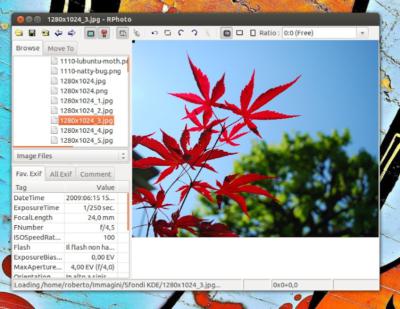 1280x1024_3.jpg - RPhoto
Ratio : 0:0 (Free)
Browse Move To
1110-lubuntu-moth.pn
1110-natty-bug.png
1280x1024.jpg
1280x1024.png
1280x1024_1.jpg
1280x1024_2.jpg
1280x1024_3.jpg
1280x1024_4.jpg
1280x1024_5.jpg
Image Files
Fav. Exif All Exif Comment
Tag Value
DateTime 2009:06:15 15...
ExposureTime 1/250 sec.
FocalLength 24,0 mm
FNumber f/4,5
ISOSpeedRat... 100
Flash Il flash non ha...
ExposureBias... 0,00 EV
MaxAperture... 4,00 EV (f/4,0)
Orientation In alto a sinis
Loading /home/roberto/Immagini/Sfondi KDE/1280x1024_3.jpg... 0x0+0,0